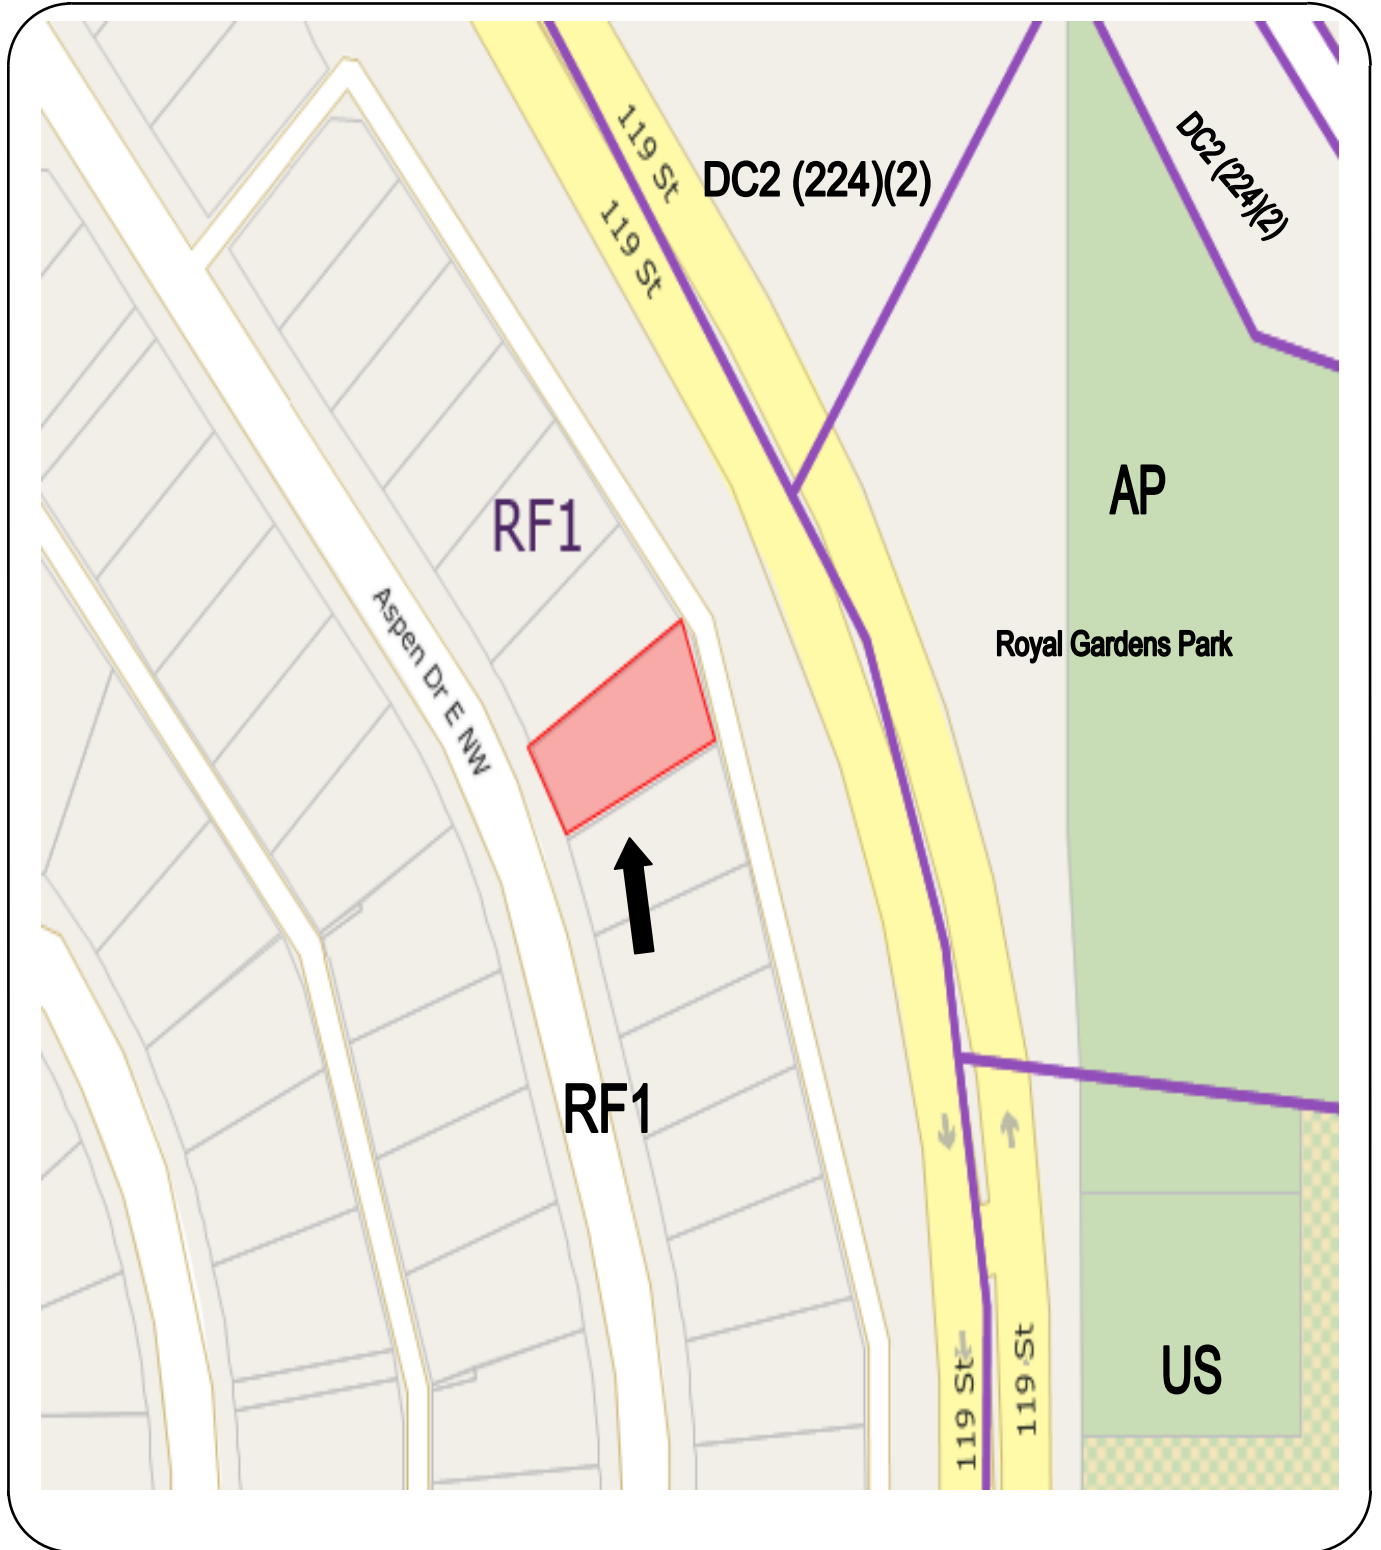 119 St
DC2 (224)(2)
DC2 (224)(2)
119 St
AP
RF1
Aspen Dr E NW
Royal Gardens Park
RF1
119 St
119 St
US